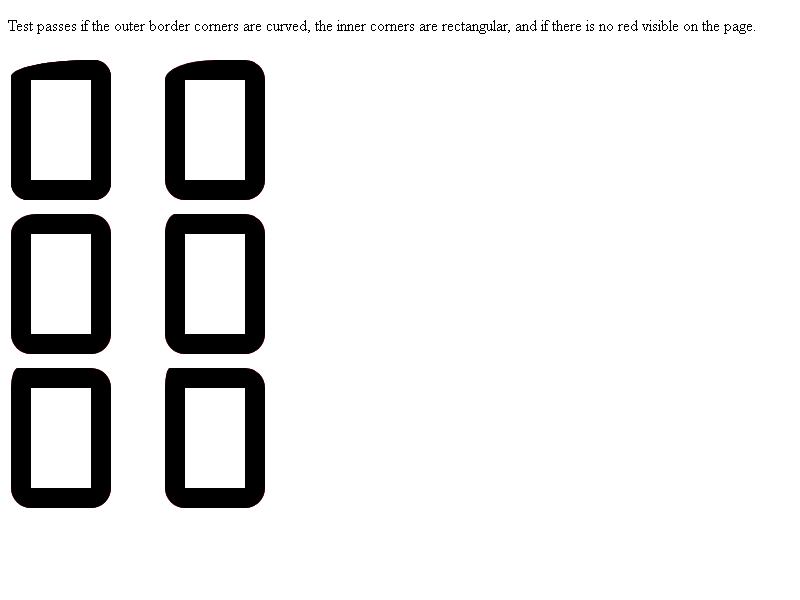 Test passes if the outer border corners are curved, the inner corners are rectangular, and if there is no red visible on the page.